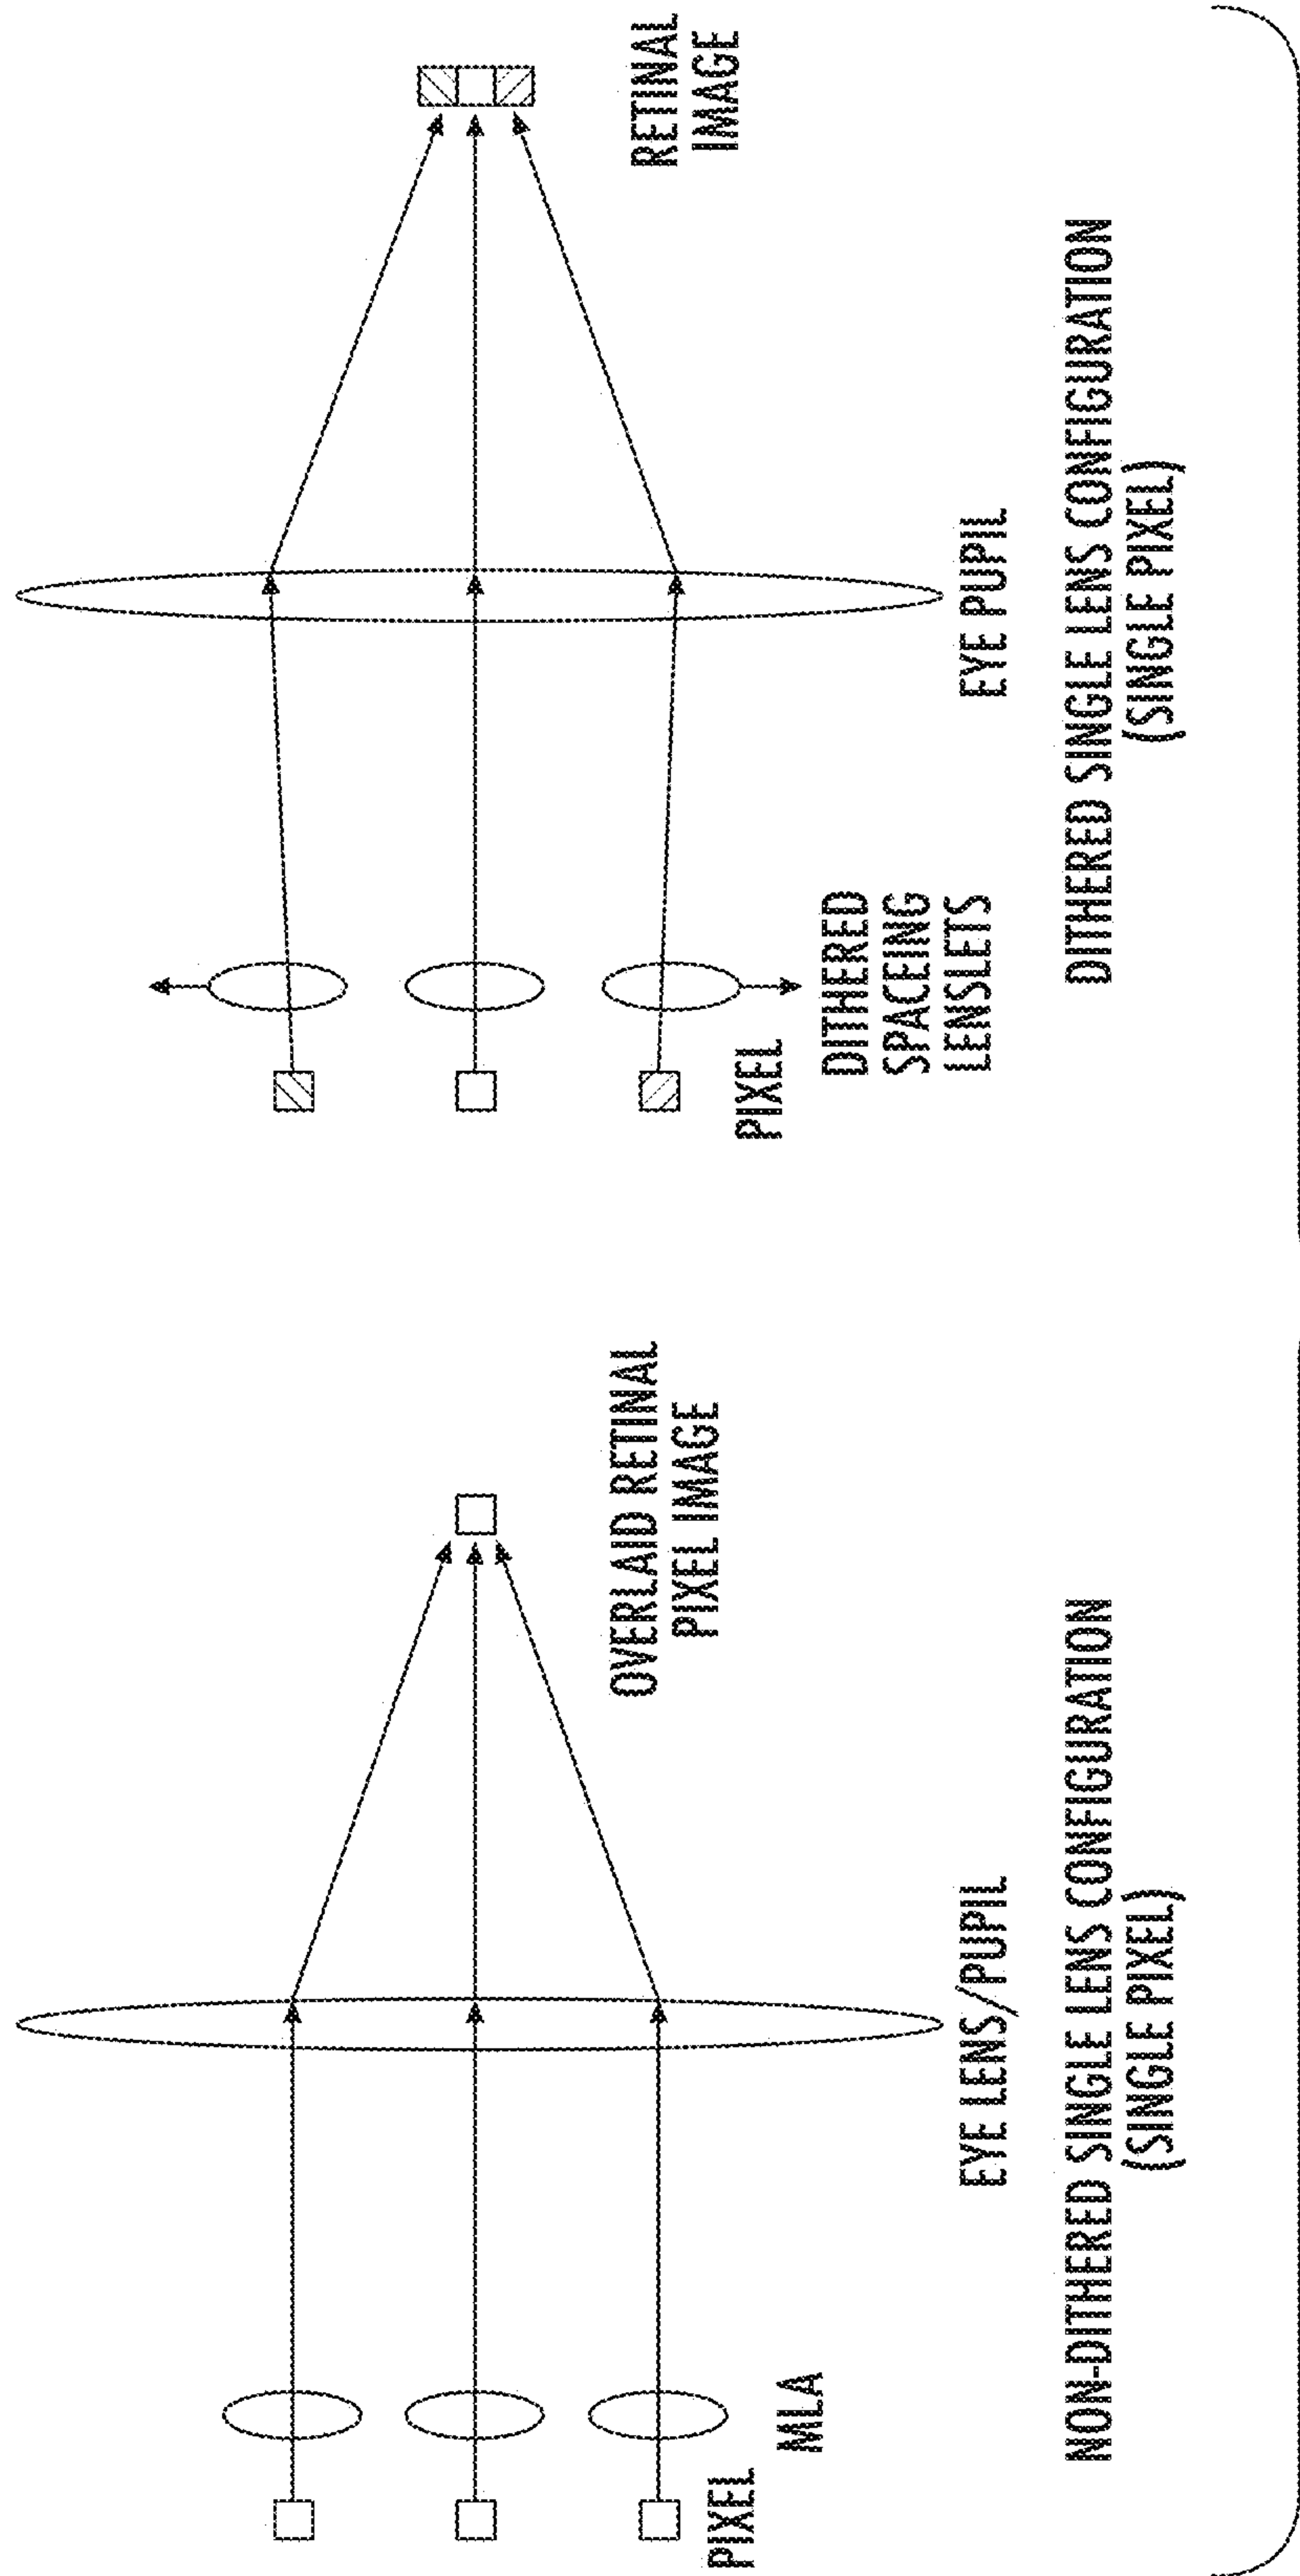 PIXEL
MLA
EYE LENS/PUPIL
OVERLAID RETINAL
PIXEL IMAGE
NON-DITHERED SINGLE LENS CONFIGURATION
(SINGLE PIXEL)
PIXEL
DITHERED
SPACEING
LENSLETS
EYE PUPIL
RETINAL
IMAGE
DITHERED SINGLE LENS CONFIGURATION
(SINGLE PIXEL)